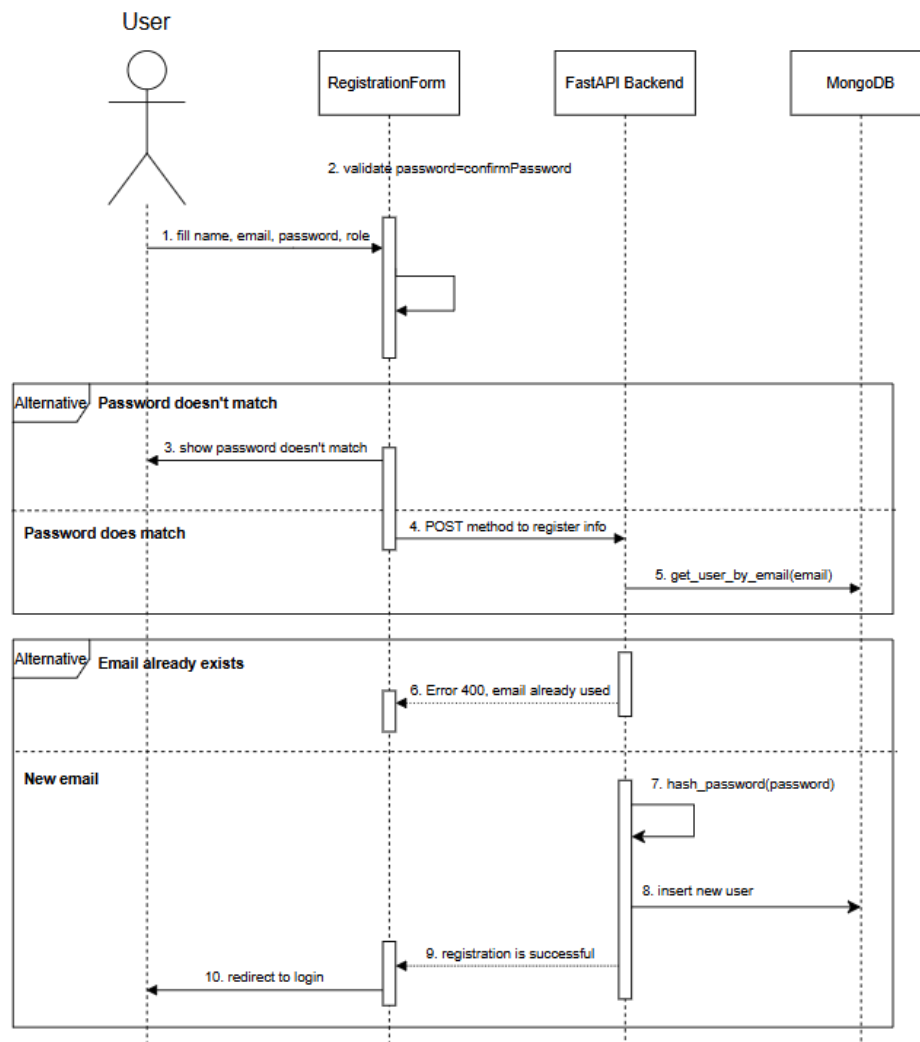 User
RegistrationForm
FastAPI Backend
MongoDB
2. validate password=confirmPassword
1. fill name, email, password, role
Alternative
Password doesn't match
3. show password doesn't match
Password does match
4. POST method to register info
5. get_user_by_email(email)
Alternative
Email already exists
6. Error 400, email already used
New email
7. hash_password(password)
8. insert new user
9. registration is successful
10. redirect to login